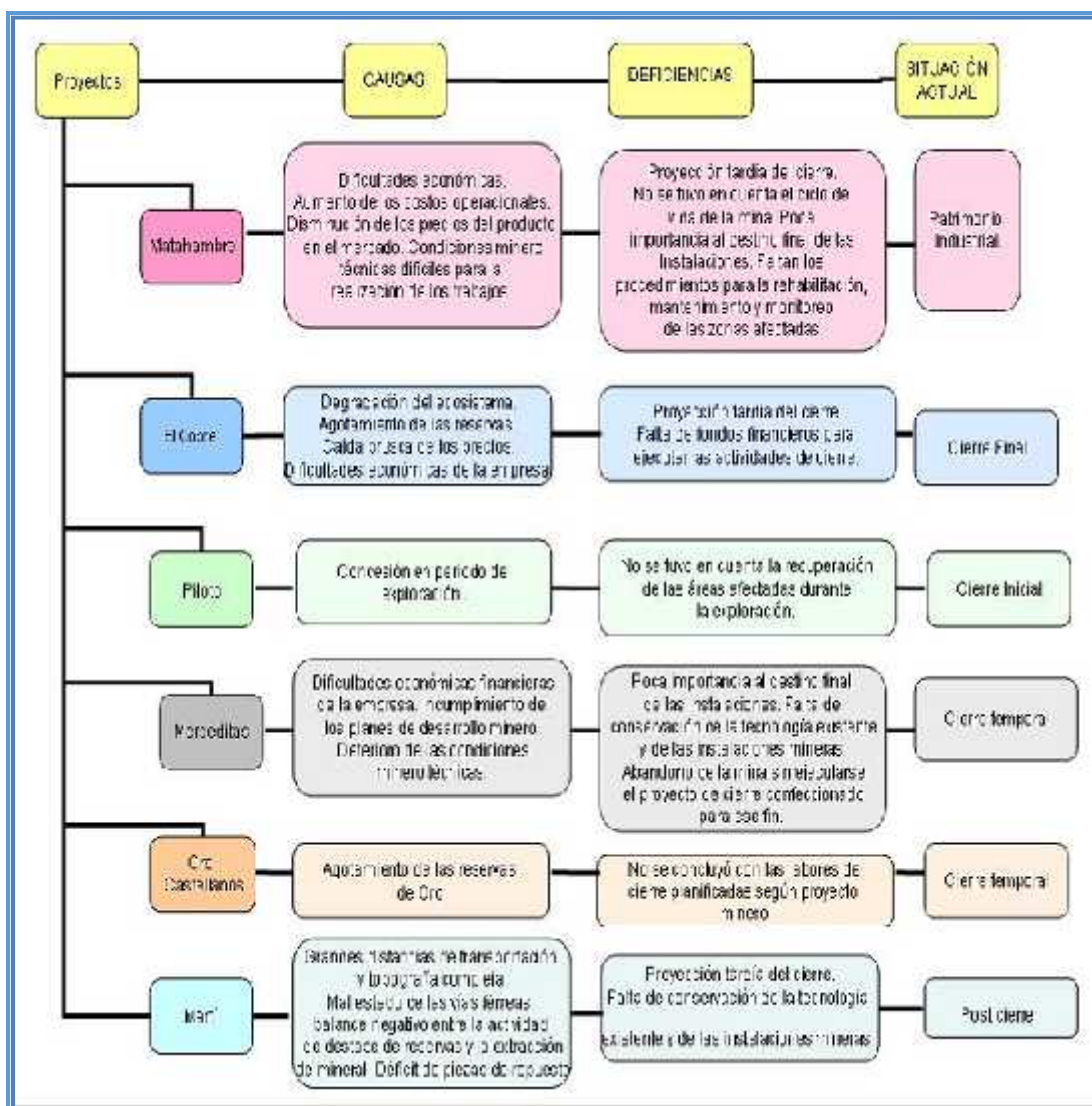 Proyectos
CAUSAS
DEFICIENCIAS
SITUACIÓN
ACTUAL
Matahambre
Dificultades económicas.
Aumento de los costos operacionales.
Disminución de los precios del producto
en el mercado. Condiciones minero
técnicas difíciles para la
realización de los trabajos
Proyección tardía del cierre.
No se tuvo en cuenta el ciclo de
vida de la mina. Poca
importancia al destino final de las
Instalaciones. Faltan los
procedimientos para la rehabilitación,
mantenimiento y monitoreo
de las zonas afectadas
Patrimonio
Industrial.
El Cobre
Degradación del ecosistema.
Agotamiento de las reservas.
Caída brusca de los precios.
Dificultades económicas de la empresa
Proyección tardía del cierre
Falta de fondos financieros para
ejecutar las actividades de cierre.
Cierre Final
Piloto
Concesión en periodo de
exploración.
No se tuvo en cuenta la recuperación
de las áreas afectadas durante
la exploración.
Cierre Inicial
Merceditas
Dificultades económicas financieras
de la empresa. Incumplimiento de
los planes de desarrollo minero.
Deterioro de las condiciones
minero técnicas
Poca importancia al destino final
de las instalaciones. Falta de
conservación de la tecnología existente
y de las instalaciones mineras
Abandono de la mina sin ejecutarse
el proyecto de cierre confeccionado
para ese fin.
Cierre temporal
Oro
Castellanos
Agotamiento de las reservas
de Oro
No se concluyó con las labores de
cierre planificadas según proyecto
minero
Cierre temporal
Martí
Grandes distancias de transportación
y topografía compleja
Mal estado de las vías férreas
balance negativo entre la actividad
de destape de reservas y la extracción
de mineral. Déficit de piezas de repuesto
Proyección tardía del cierre.
Falta de conservación de la tecnología
existente y de las instalaciones mineras
Post cierre